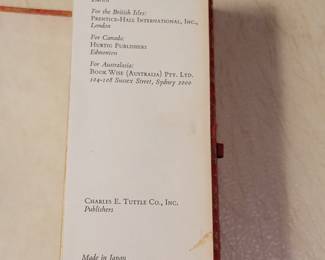 For the British Isles:
PRENTICE-HALL INTERNATIONAL, INC.,
London
For Canada:
HURTIG PUBLISHERS
Edmonton
For Australasia:
BOOK WISE (AUSTRALIA) PTY. LTD.
104-108 Sussex Street, Sydney 2000
CHARLES E. TUTTLE CO., INC.
Publishers
Made in Japan